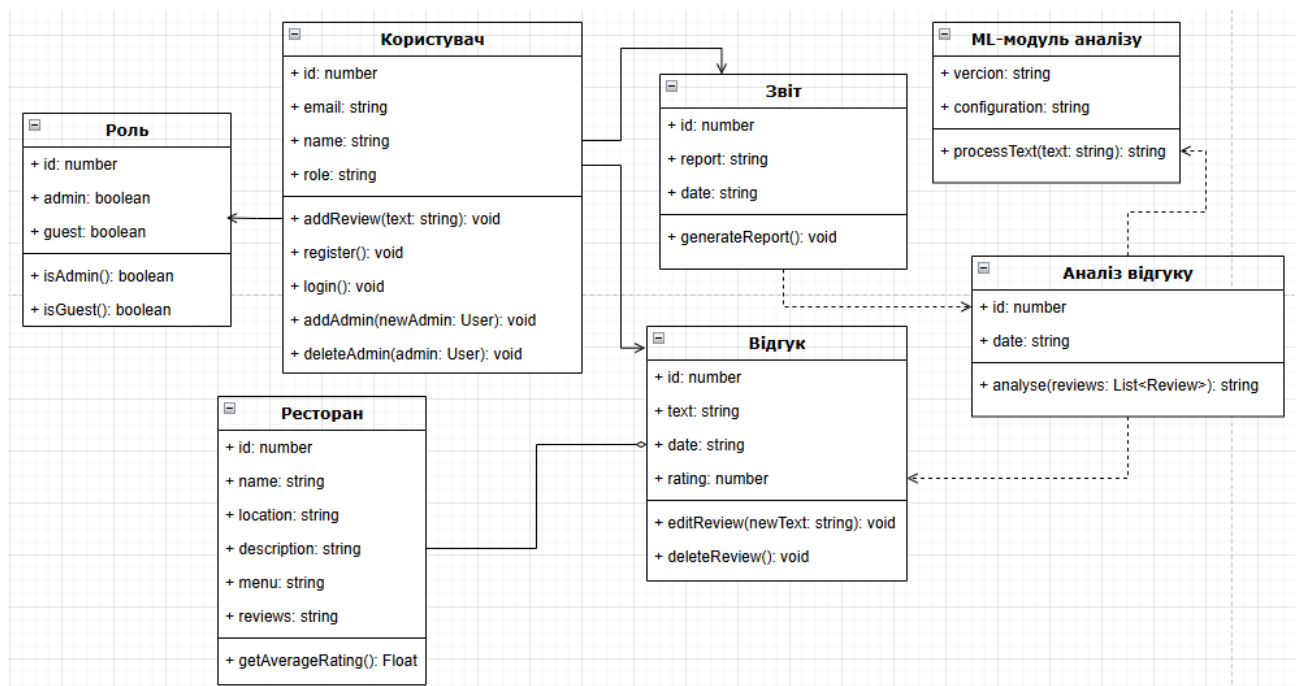 Користувач
+ id: number
+ email: string
+ name: string
+ role: string
+ addReview(text: string): void
+ register(): void
+ login(): void
+ addAdmin(newAdmin: User): void
+ deleteAdmin(admin: User): void
Роль
+ id: number
+ admin: boolean
+ guest: boolean
+ isAdmin(): boolean
+ isGuest(): boolean
Звіт
+ id: number
+ report: string
+ date: string
+ generateReport(): void
ML-модуль аналізу
+ vercion: string
+ configuration: string
+ processText(text: string): string
Аналіз відгуку
+ id: number
+ date: string
+ analyse(reviews: List<Review>): string
Відгук
+ id: number
+ text: string
+ date: string
+ rating: number
+ editReview(newText: string): void
+ deleteReview(): void
Ресторан
+ id: number
+ name: string
+ location: string
+ description: string
+ menu: string
+ reviews: string
+ getAverageRating(): Float